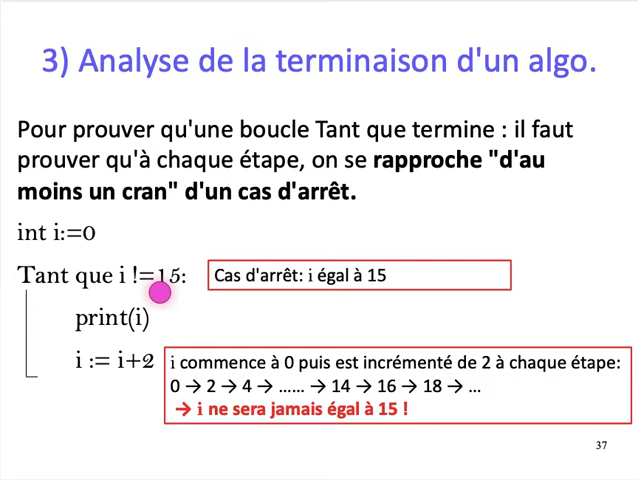 3) Analyse de la terminaison d'un algo.
Pour prouver qu'une boucle Tant que termine : il faut
prouver qu'à chaque étape, on se rapproche "d'au
moins un cran" d'un cas d'arrêt.
int i:=0
Tant que i !=15:
Cas d'arrêt: i égal à 15
print(i)
i := i+2
i commence à 0 puis est incrémenté de 2 à chaque étape:
0 → 2 → 4 → …… → 14 → 16 → 18 → …
→ i ne sera jamais égal à 15 !
37